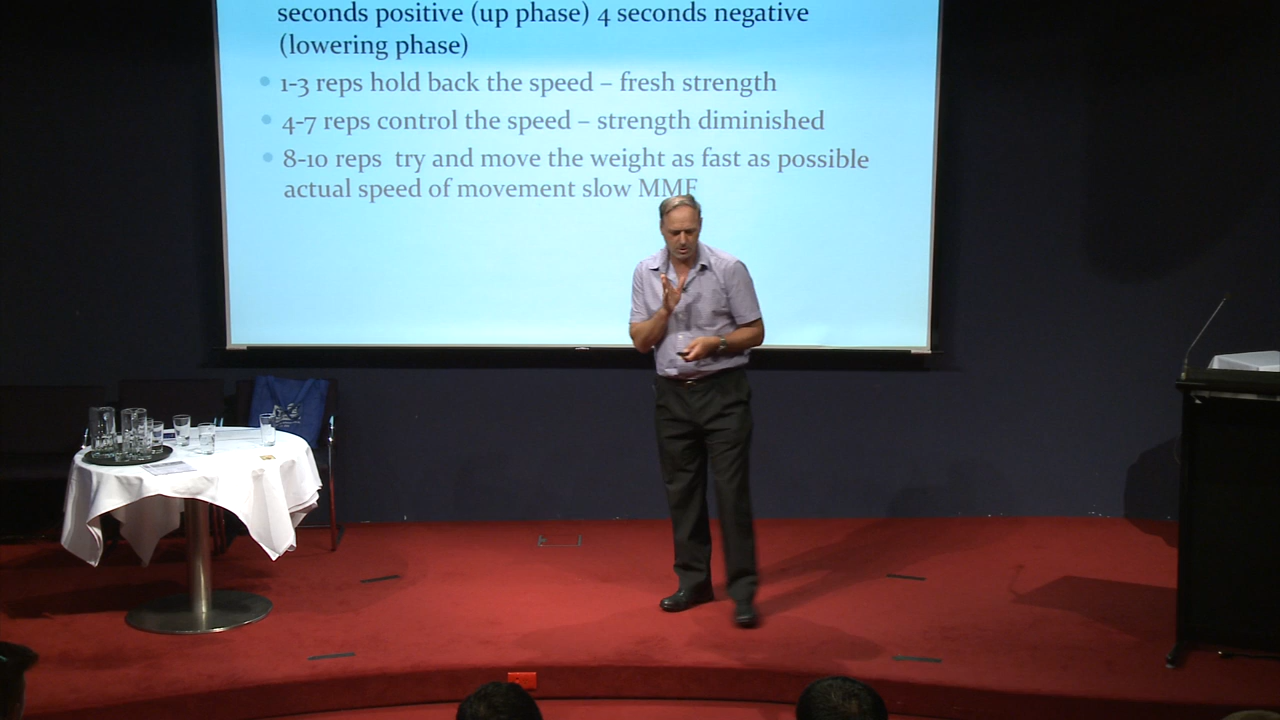 seconds positive (up phase) 4 seconds negative
(lowering phase)
1-3 reps hold back the speed – fresh strength
4-7 reps control the speed – strength diminished
8-10 reps try and move the weight as fast as possible
actual speed of movement slow MMF